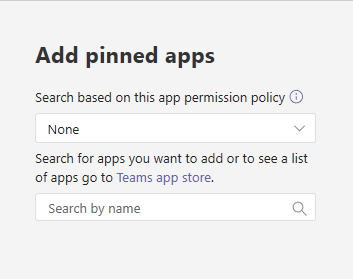 Add pinned apps
Search based on this app permission policy
None
Search for apps you want to add or to see a list
of apps go to Teams app store.
Search by name